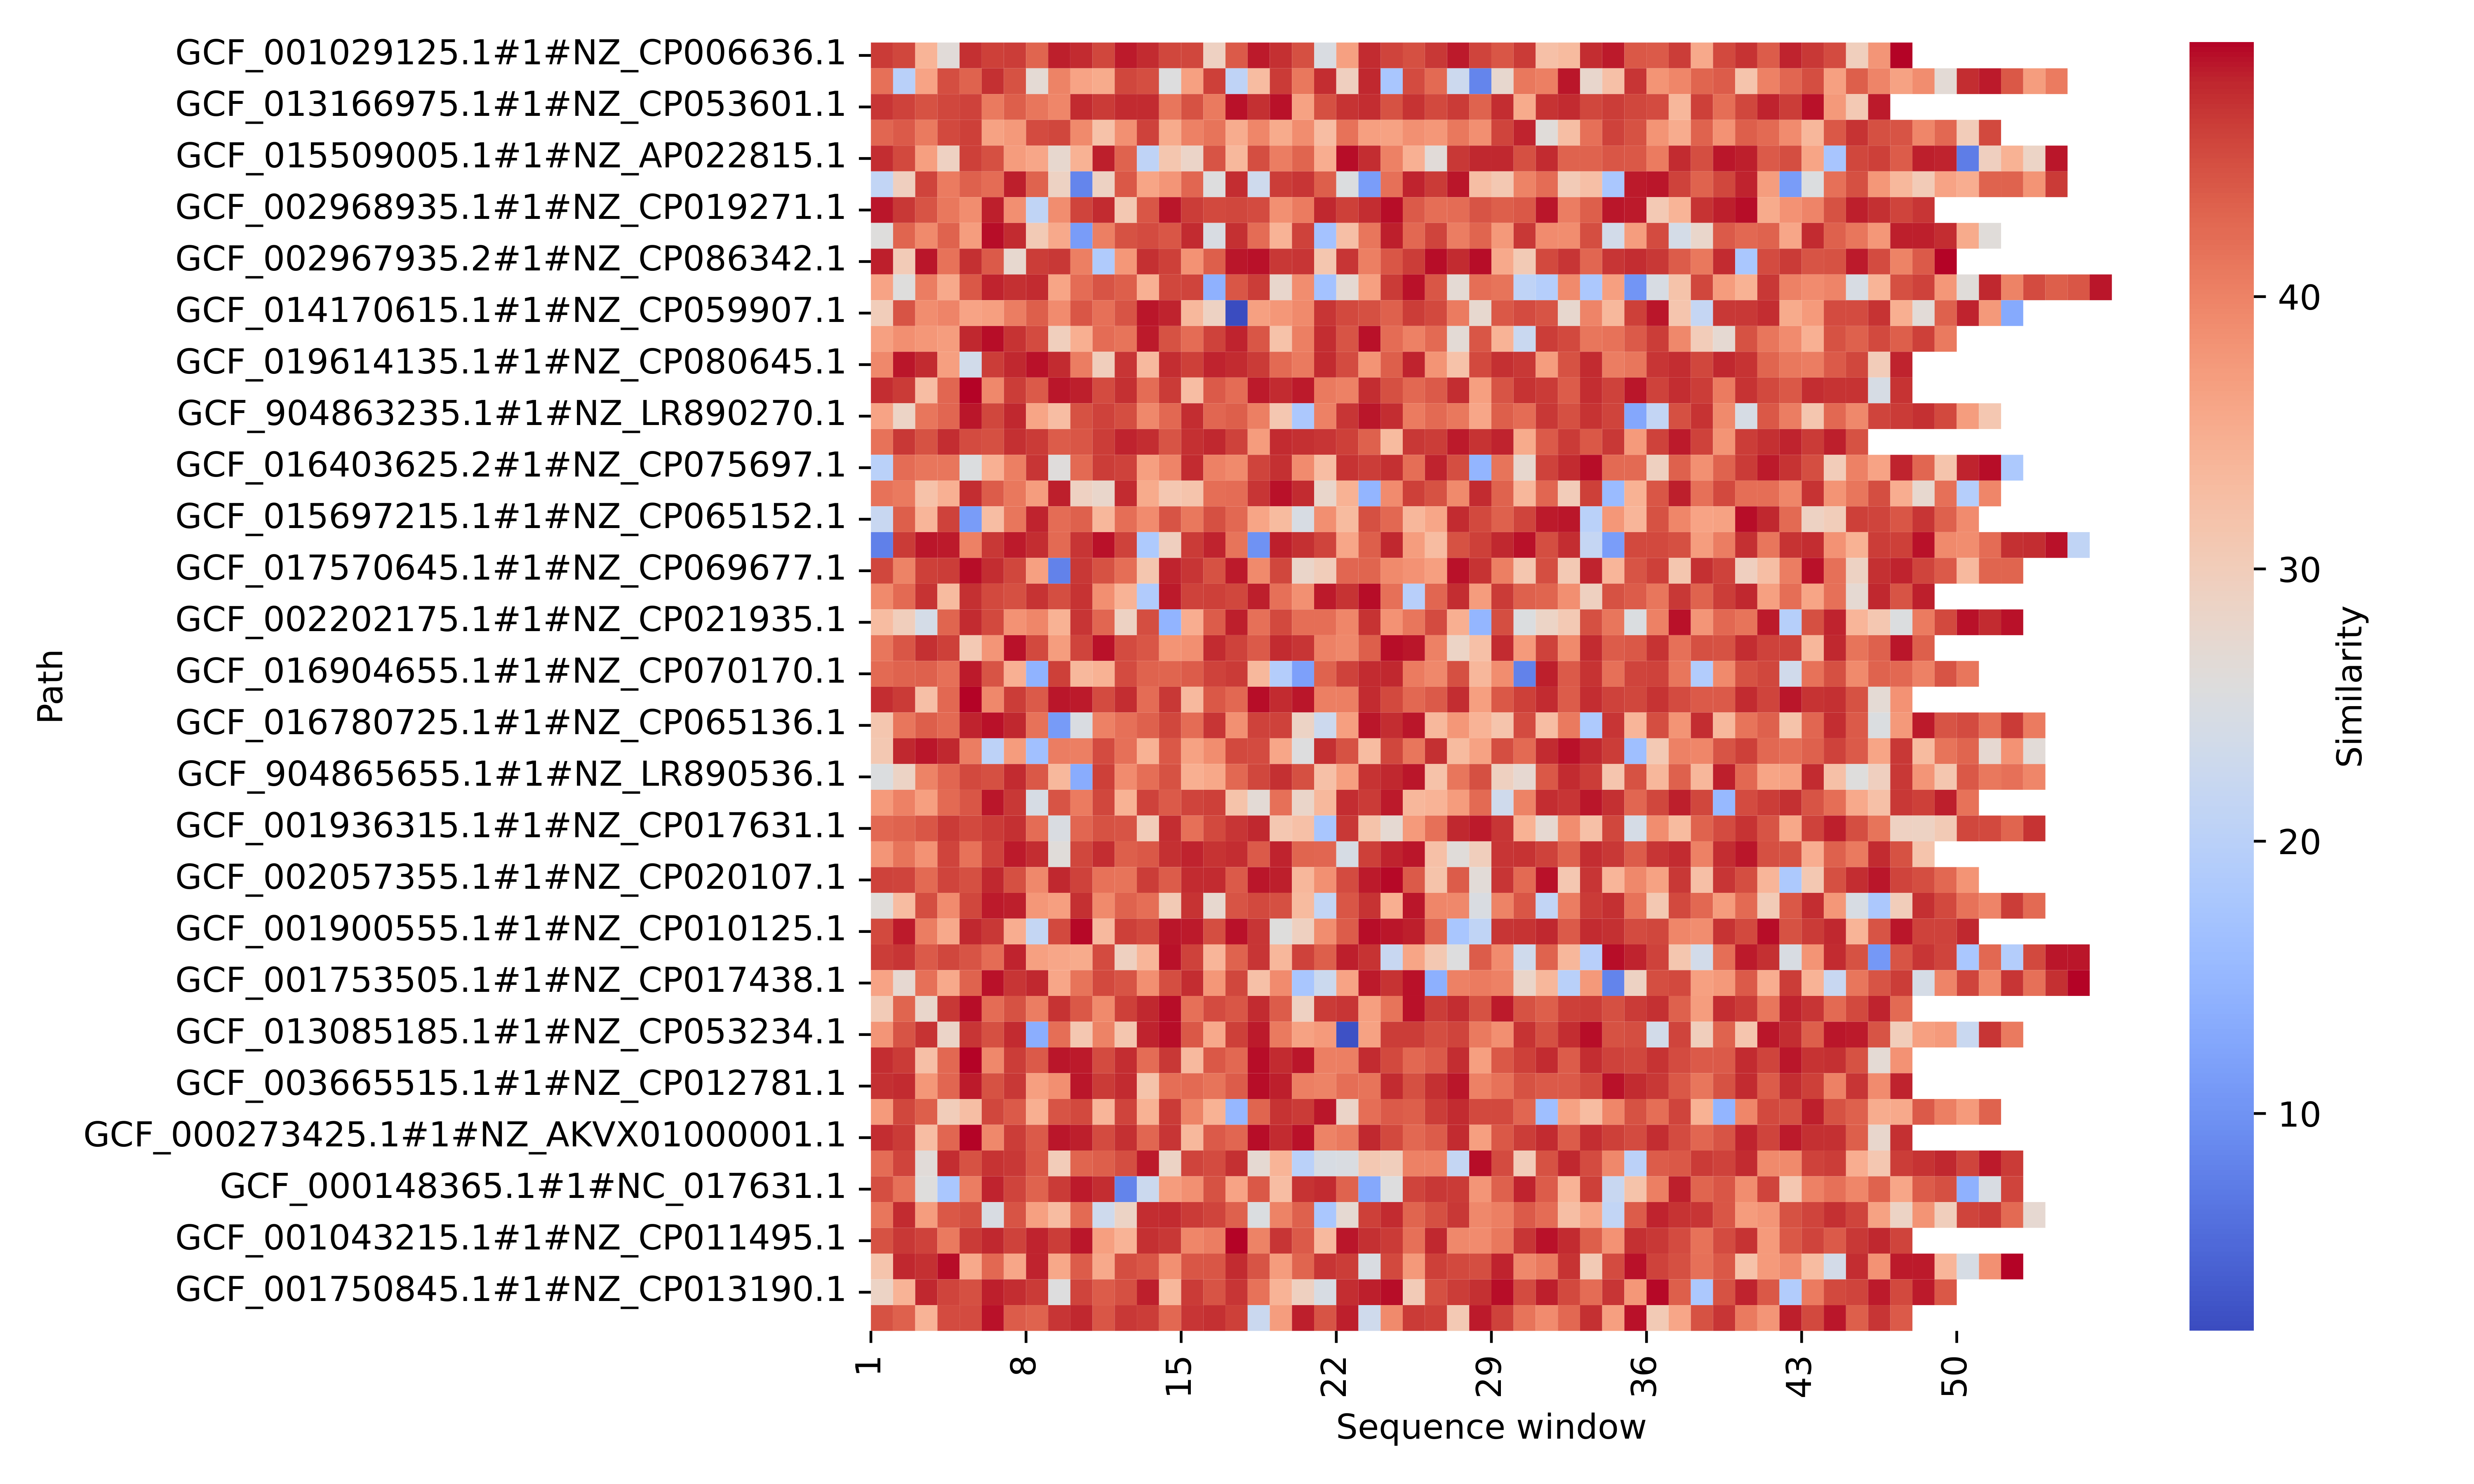 GCF_001029125.1#1#NZ_CP006636.1
GCF_013166975.1#1#NZ_CP053601.1
GCF_015509005.1#1#NZ_AP022815.1
GCF_002968935.1#1#NZ_CP019271.1
GCF_002967935.2#1#NZ_CP086342.1
GCF_014170615.1#1#NZ_CP059907.1
GCF_019614135.1#1#NZ_CP080645.1
GCF_904863235.1#1#NZ_LR890270.1
GCF_016403625.2#1#NZ_CP075697.1
GCF_015697215.1#1#NZ_CP065152.1
GCF_017570645.1#1#NZ_CP069677.1
GCF_002202175.1#1#NZ_CP021935.1
GCF_016904655.1#1#NZ_CP070170.1
GCF_016780725.1#1#NZ_CP065136.1
GCF_904865655.1#1#NZ_LR890536.1
GCF_001936315.1#1#NZ_CP017631.1
GCF_002057355.1#1#NZ_CP020107.1
GCF_001900555.1#1#NZ_CP010125.1
GCF_001753505.1#1#NZ_CP017438.1
GCF_013085185.1#1#NZ_CP053234.1
GCF_003665515.1#1#NZ_CP012781.1
GCF_000273425.1#1#NZ_AKVX01000001.1
GCF_000148365.1#1#NC_017631.1
GCF_001043215.1#1#NZ_CP011495.1
GCF_001750845.1#1#NZ_CP013190.1
Path
1 8 15 22 29 36 43 50
Sequence window
40
30
20
10
Similarity